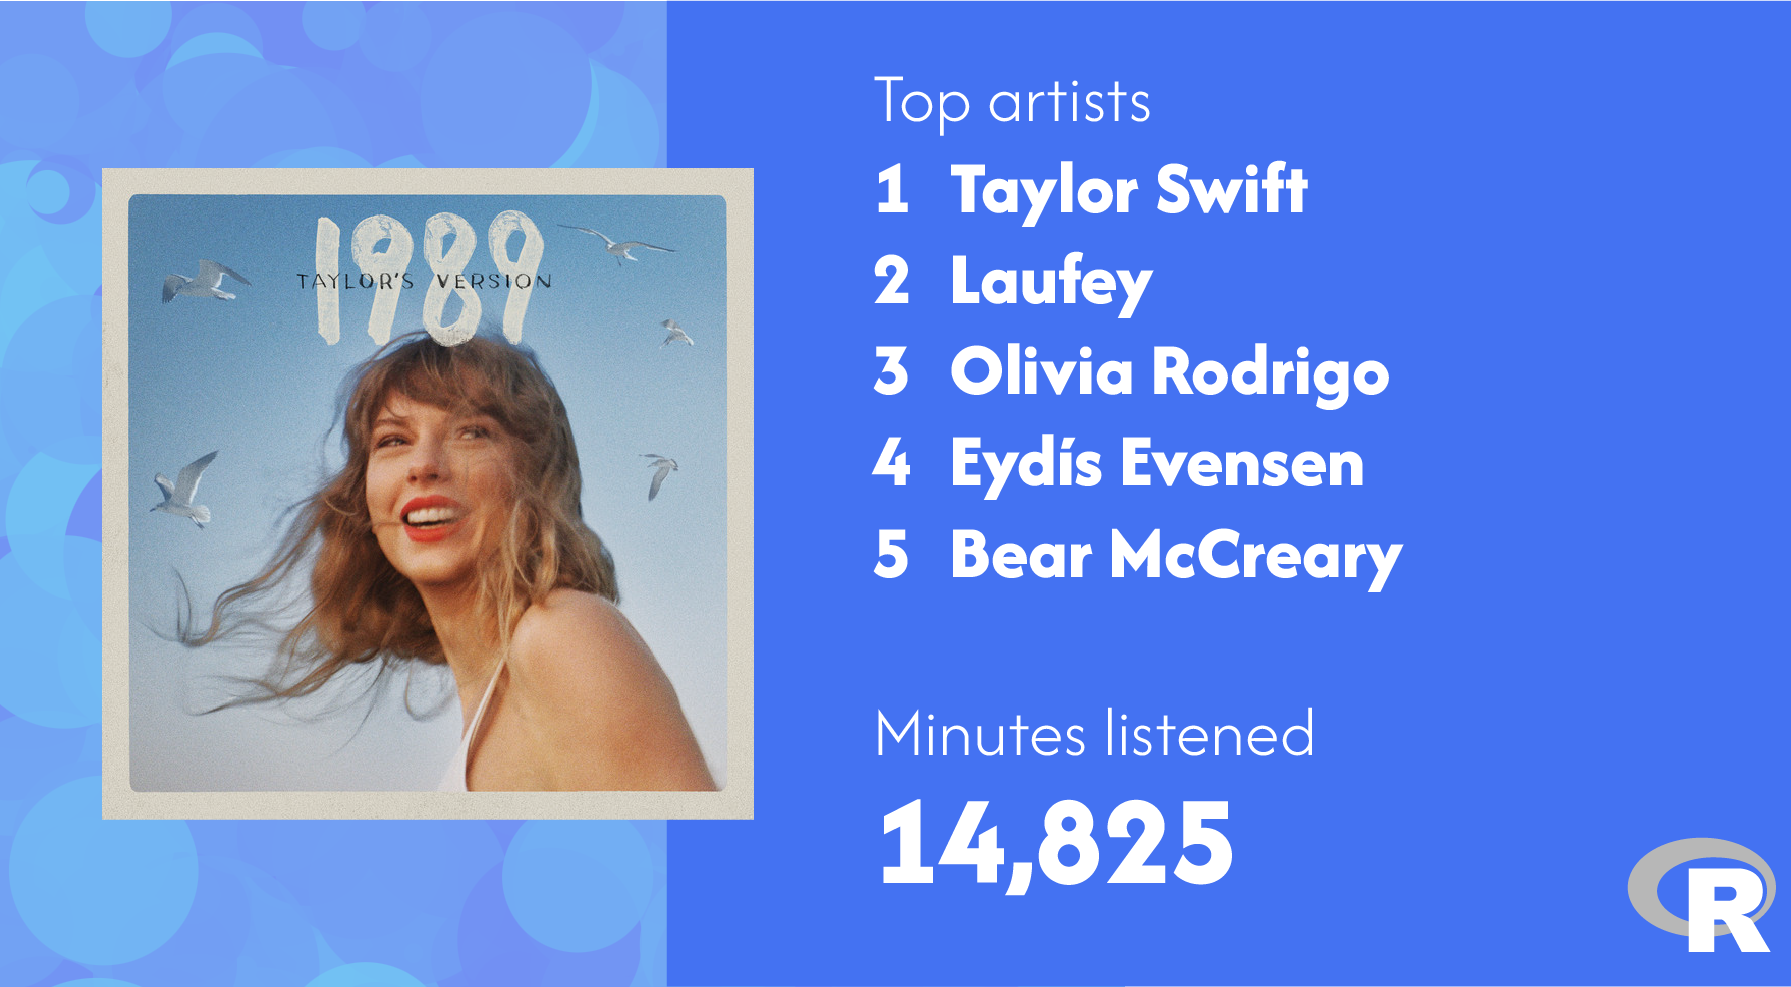 1989
TAYLOR'S VERSION
Top artists
1 Taylor Swift
2 Laufey
3 Olivia Rodrigo
4 Eydís Evensen
5 Bear McCreary
Minutes listened
14,825
R